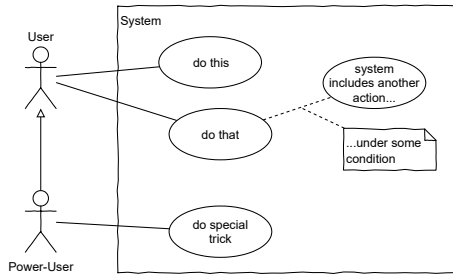 System
User
do this
system
includes another
action...
do that
...under some
condition
do special
trick
Power-User